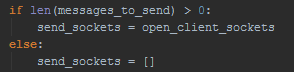 if len(messages_to_send) > 0:
    send_sockets = open_client_sockets
else:
    send_sockets = []